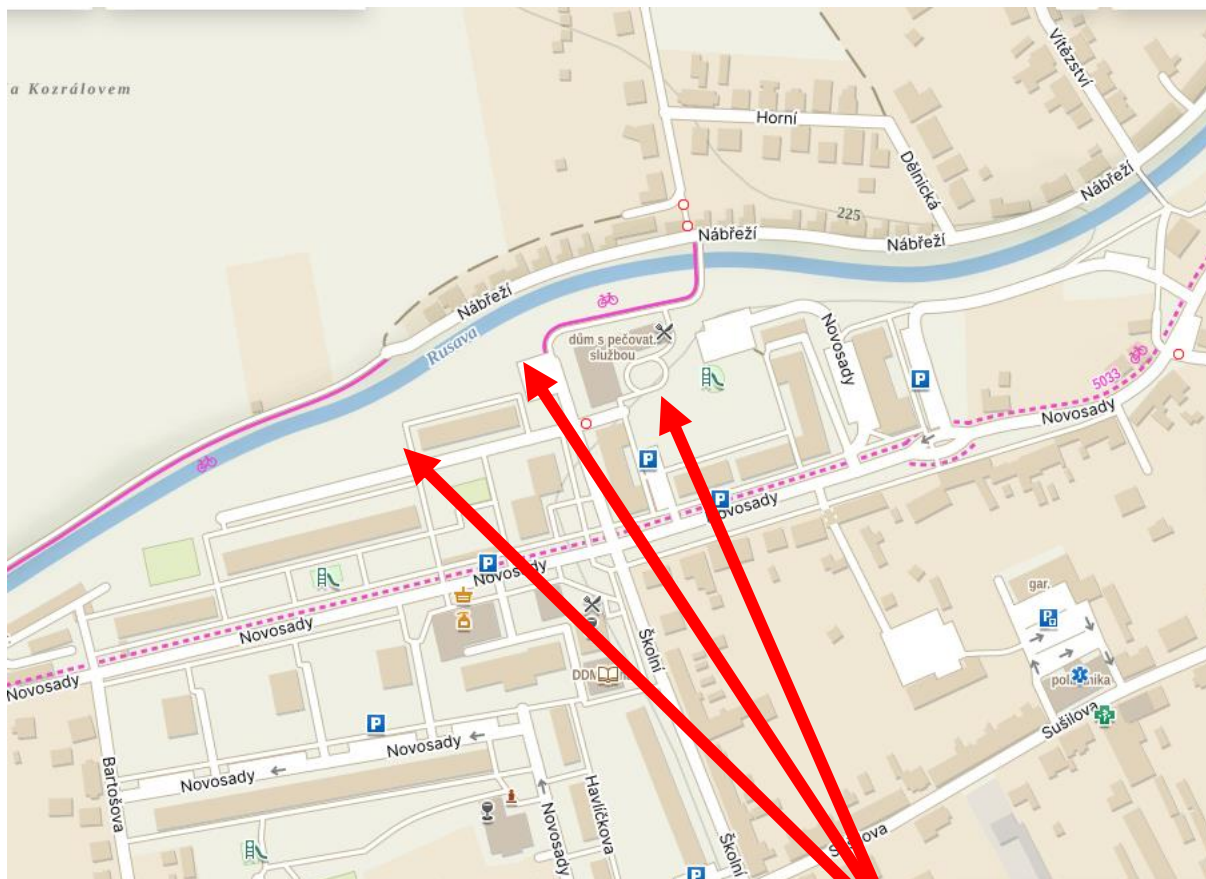 Vítězství
a Kozrálovem
Horní
Dělnická
Nábřeží
225
Nábřeží
Nábřeží
Nábřeží
Rusava
dům s pečovat.
službou
Novosady
P
5033
Novosady
P
P
Novosady
P
Novosady
gar.
P
Novosady
Školní
poliklinika
Novosady
Sušilova
P
Novosady
Bartošova
Novosady
Havlíčkova
Novosady
Školní
P